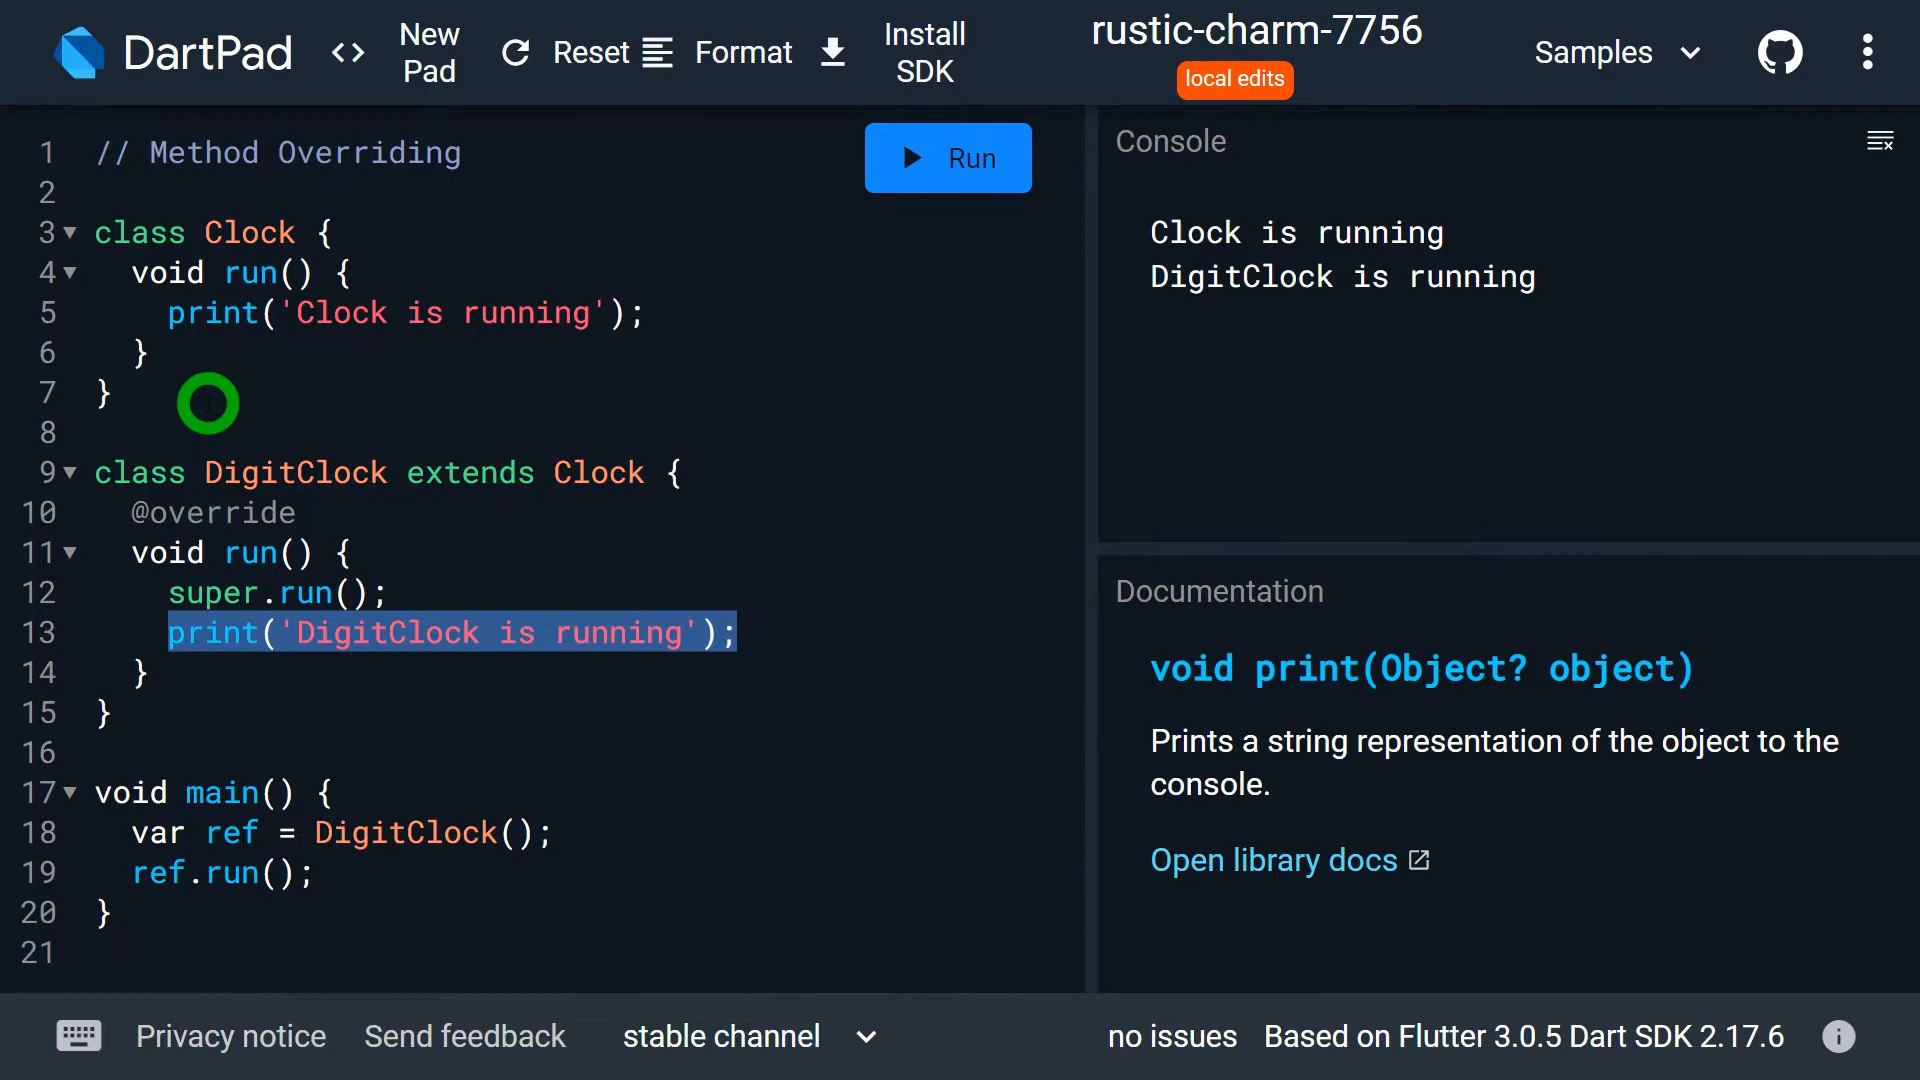 DartPad
<> New Pad
Reset
Format
Install SDK
rustic-charm-7756
local edits
Samples
1 // Method Overriding
2
3 class Clock {
4   void run() {
5     print('Clock is running');
6   }
7 }
8
9 class DigitClock extends Clock {
10   @override
11   void run() {
12     super.run();
13     print('DigitClock is running');
14   }
15 }
16
17 void main() {
18   var ref = DigitClock();
19   ref.run();
20 }
21
Run
Console
Clock is running
DigitClock is running
Documentation
void print(Object? object)
Prints a string representation of the object to the
console.
Open library docs
Privacy notice
Send feedback
stable channel
no issues
Based on Flutter 3.0.5 Dart SDK 2.17.6